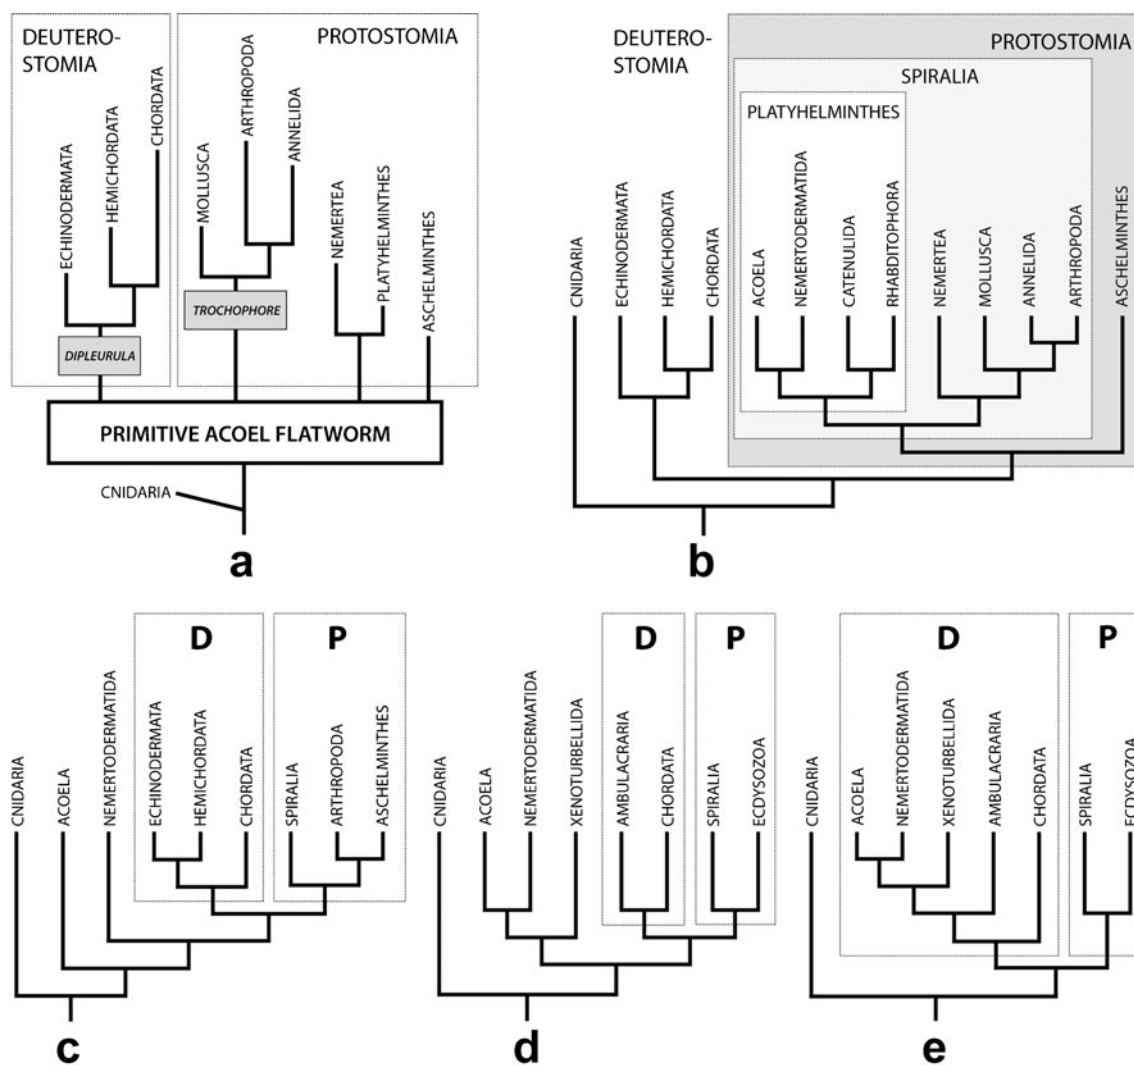 DEUTERO-
STOMIA
PROTOSTOMIA
ECHINODERMATA
HEMICHORDATA
CHORDATA
MOLLUSCA
ARTHROPODA
ANNELIDA
NEMERTEA
PLATYHELMINTHES
ASCHELMINTHES
DIPLEURULA
TROCHOPHORE
PRIMITIVE ACOEL FLATWORM
CNIDARIA
a
DEUTERO-
STOMIA
PROTOSTOMIA
SPIRALIA
PLATYHELMINTHES
CNIDARIA
ECHINODERMATA
HEMICHORDATA
CHORDATA
ACOELA
NEMERTODERMATIDA
CATENULIDA
RHABDITOPHORA
NEMERTEA
MOLLUSCA
ANNELIDA
ARTHROPODA
ASCHELMINTHES
b
D
P
CNIDARIA
ACOELA
NEMERTODERMATIDA
ECHINODERMATA
HEMICHORDATA
CHORDATA
SPIRALIA
ARTHROPODA
ASCHELMINTHES
c
D
P
CNIDARIA
ACOELA
NEMERTODERMATIDA
XENOTURBELLIDA
AMBULACRARIA
CHORDATA
SPIRALIA
ECDYSOZOA
d
D
P
CNIDARIA
ACOELA
NEMERTODERMATIDA
XENOTURBELLIDA
AMBULACRARIA
CHORDATA
SPIRALIA
ECDYSOZOA
e